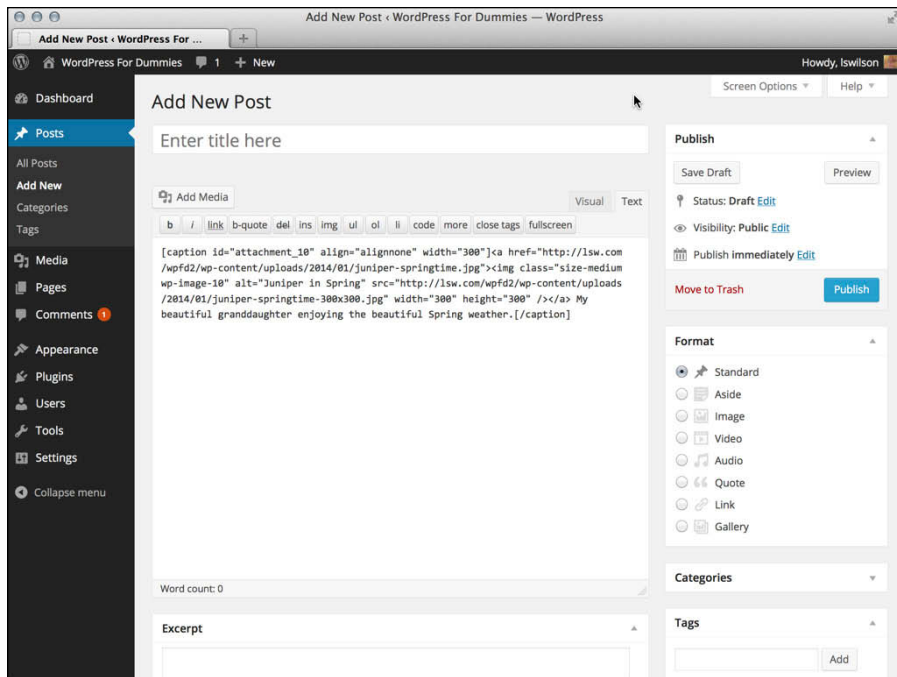 Add New Post ‹ WordPress For Dummies — WordPress
Add New Post ‹ WordPress For ...
WordPress For Dummies 1 + New
Howdy, lswilson
Screen Options
Help
Dashboard
Posts
All Posts
Add New
Categories
Tags
Media
Pages
Comments 1
Appearance
Plugins
Users
Tools
Settings
Collapse menu
Add New Post
Enter title here
Add Media
Visual
Text
b i link b-quote del ins img ul ol li code more close tags fullscreen
[caption id="attachment_10" align="alignnone" width="300"]<a href="http://lsw.com
/wpfd2/wp-content/uploads/2014/01/juniper-springtime.jpg"><img class="size-medium
wp-image-10" alt="Juniper in Spring" src="http://lsw.com/wpfd2/wp-content/uploads
/2014/01/juniper-springtime-300x300.jpg" width="300" height="300" /></a> My
beautiful granddaughter enjoying the beautiful Spring weather.[/caption]
Word count: 0
Excerpt
Publish
Save Draft
Preview
Status: Draft Edit
Visibility: Public Edit
Publish immediately Edit
Move to Trash
Publish
Format
Standard
Aside
Image
Video
Audio
Quote
Link
Gallery
Categories
Tags
Add